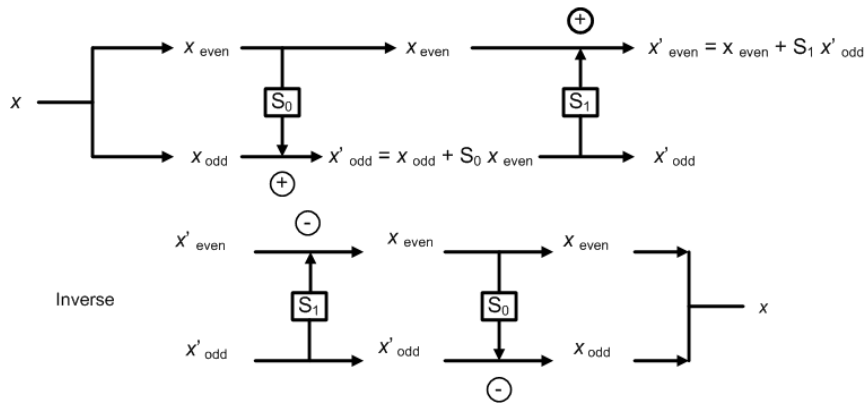 +
x even x even x' even = x even + S1 x' odd
S0 S1
x
x odd x' odd = x odd + S0 x even x' odd
+
-
x' even x even x even
Inverse S1 S0 x
x' odd x' odd x odd
-